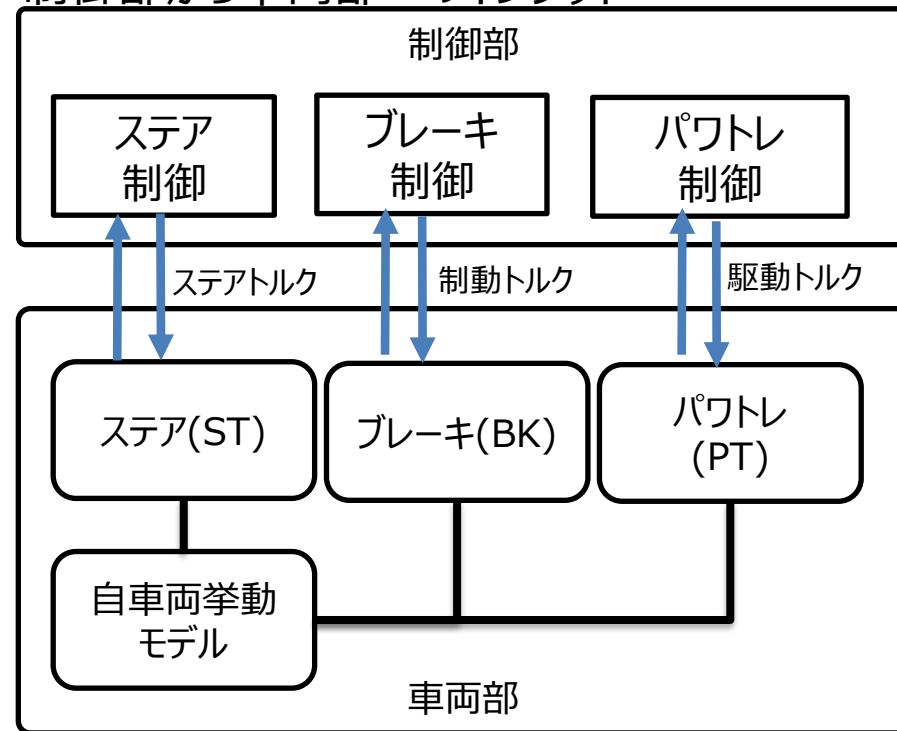 制御部
ステア
制御
ブレーキ
制御
パワトレ
制御
ステアトルク
制動トルク
駆動トルク
ステア(ST)
ブレーキ(BK)
パワトレ
(PT)
自車両挙動
モデル
車両部